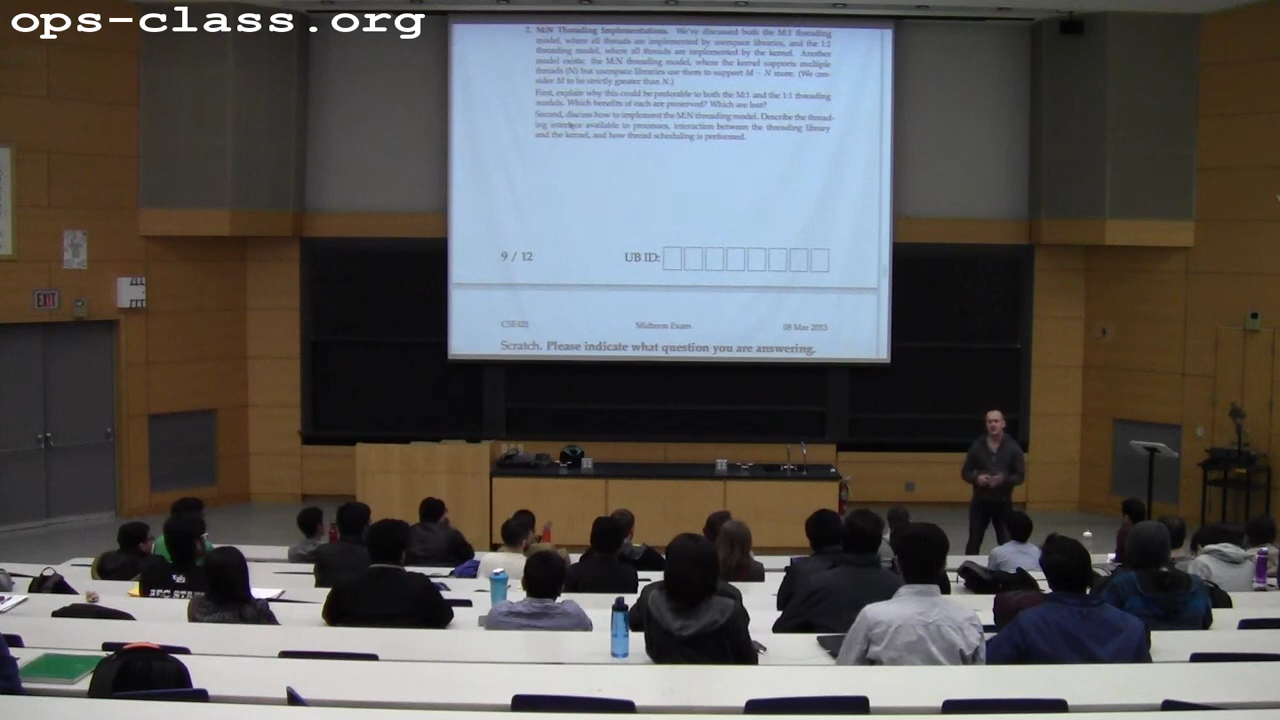 ops-class.org
2. M:N Threading Implementations. We've discussed both the M:1 threading
model, where all threads are implemented by userspace libraries, and the 1:1
threading model, where all threads are implemented by the kernel. Another
model exists: the M:N threading model, where the kernel supports multiple
threads (N) but userspace libraries use them to support M − N more. (We con-
sider M to be strictly greater than N.)
First, explain why this could be preferable to both the M:1 and the 1:1 threading
models. Which benefits of each are preserved? Which are lost?
Second, discuss how to implement the M:N threading model. Describe the thread-
ing interface available to processes, interaction between the threading library
and the kernel, and how thread scheduling is performed.
9 / 12 UB ID:
CSE421 Midterm Exam 08 Mar 2013
Scratch. Please indicate what question you are answering.
EXIT